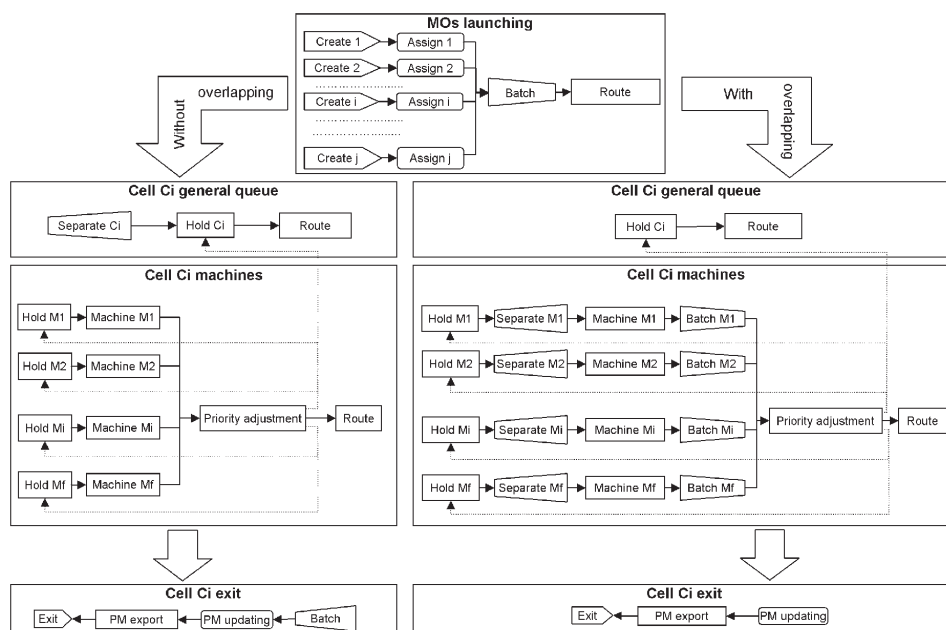 MOs launching
Create 1 Assign 1
Create 2 Assign 2
Create i Assign i
Create j Assign j
Batch Route
Without overlapping
With overlapping
Cell Ci general queue
Separate Ci Hold Ci Route
Cell Ci machines
Hold M1 Machine M1
Hold M2 Machine M2
Hold Mi Machine Mi
Hold Mf Machine Mf
Priority adjustment Route
Cell Ci exit
Exit PM export PM updating Batch
Cell Ci general queue
Hold Ci Route
Cell Ci machines
Hold M1 Separate M1 Machine M1 Batch M1
Hold M2 Separate M2 Machine M2 Batch M2
Hold Mi Separate Mi Machine Mi Batch Mi
Hold Mf Separate Mf Machine Mf Batch Mf
Priority adjustment Route
Cell Ci exit
Exit PM export PM updating